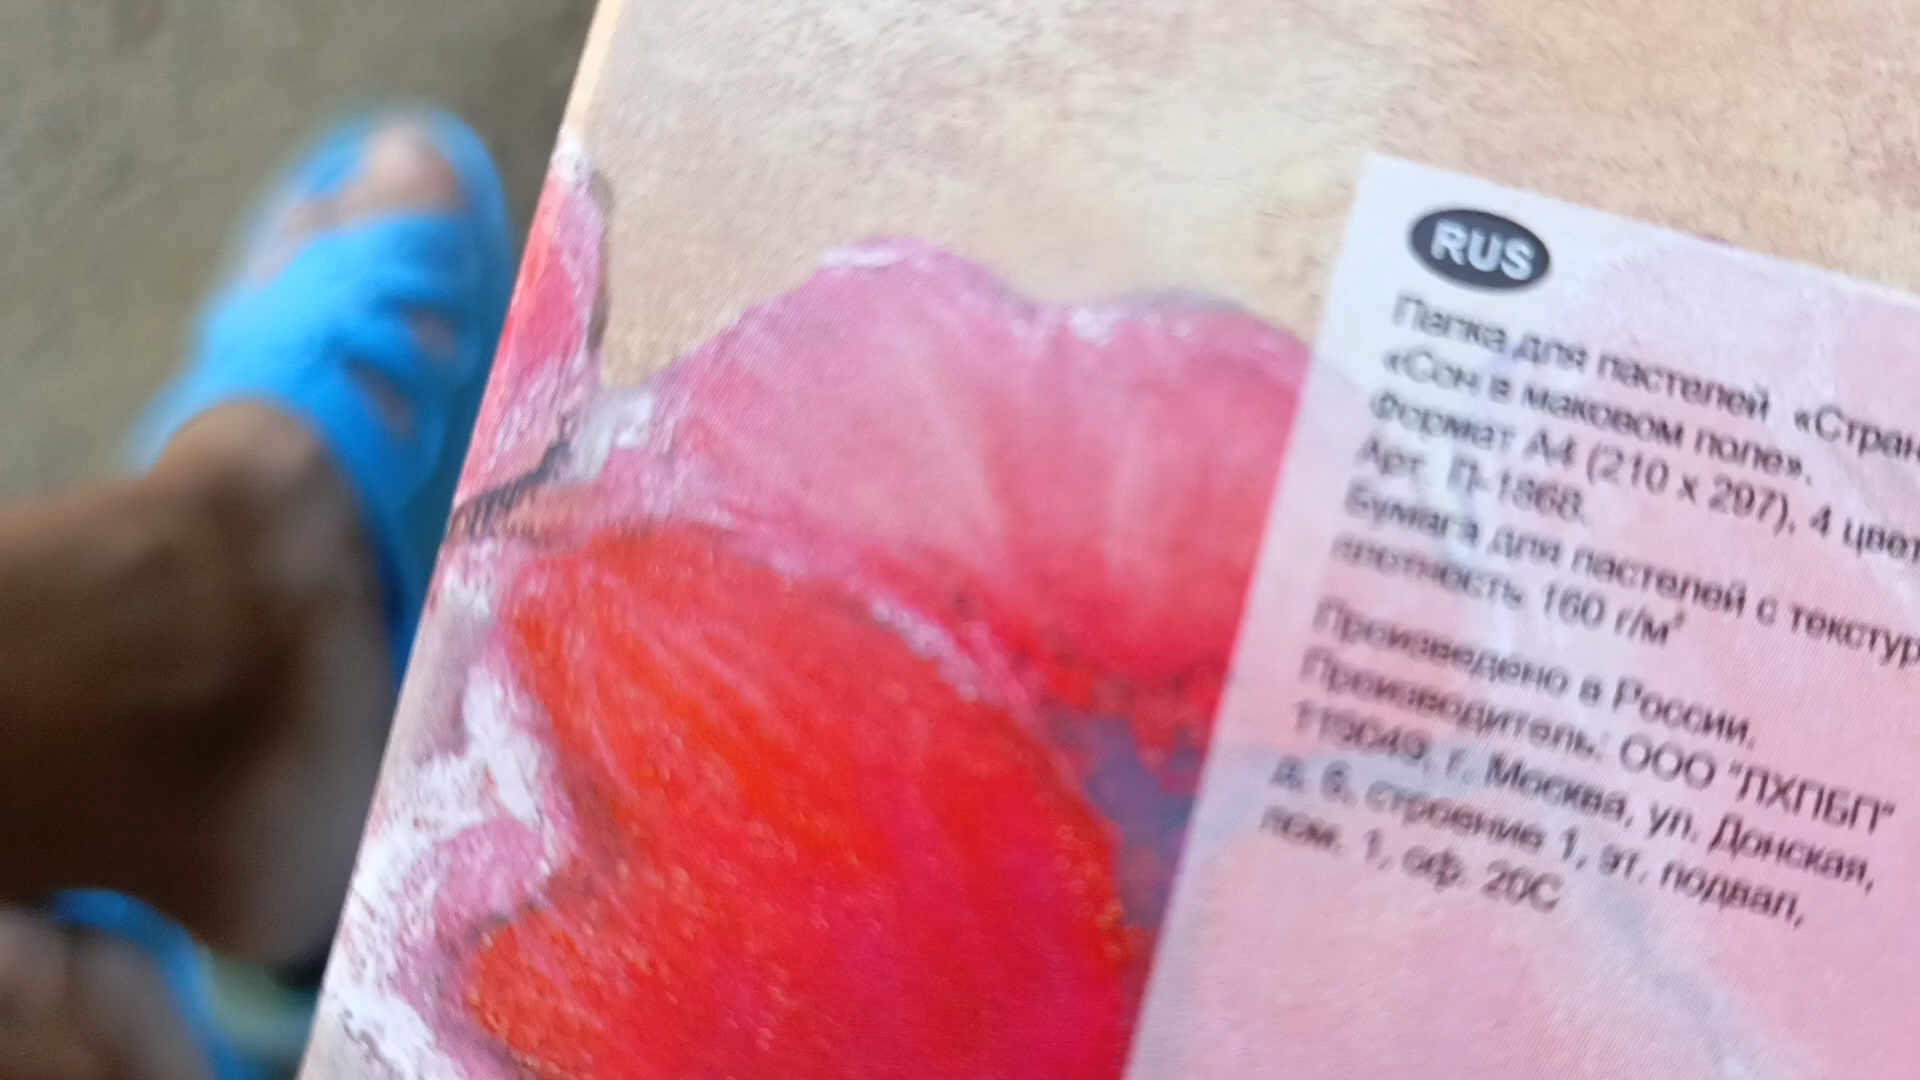 RUS
Папка для пастелей «Стран
«Сон в маковом поле».
Формат А4 (210 х 297), 4 цвет
Арт. П-1868.
Бумага для пастелей с текстур
плотность 160 г/м²
Произведено в России.
Производитель: ООО "ЛХПБП"
119049, г. Москва, ул. Донская,
д. 6, строение 1, эт. подвал,
пом. 1, оф. 20С